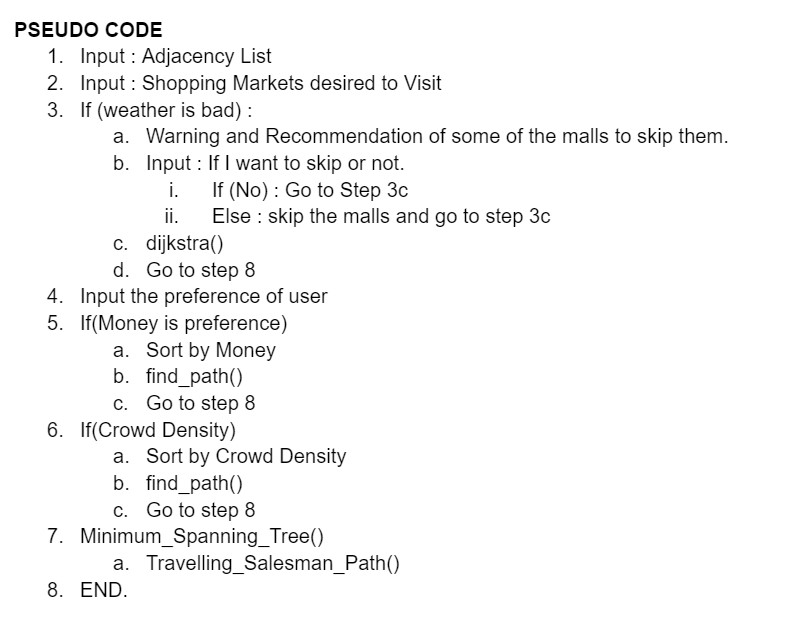 PSEUDO CODE
1. Input : Adjacency List
2. Input : Shopping Markets desired to Visit
3. If (weather is bad) :
a. Warning and Recommendation of some of the malls to skip them.
b. Input : If I want to skip or not.
i. If (No) : Go to Step 3c
ii. Else : skip the malls and go to step 3c
c. dijkstra()
d. Go to step 8
4. Input the preference of user
5. If(Money is preference)
a. Sort by Money
b. find_path()
c. Go to step 8
6. If(Crowd Density)
a. Sort by Crowd Density
b. find_path()
c. Go to step 8
7. Minimum_Spanning_Tree()
a. Travelling_Salesman_Path()
8. END.